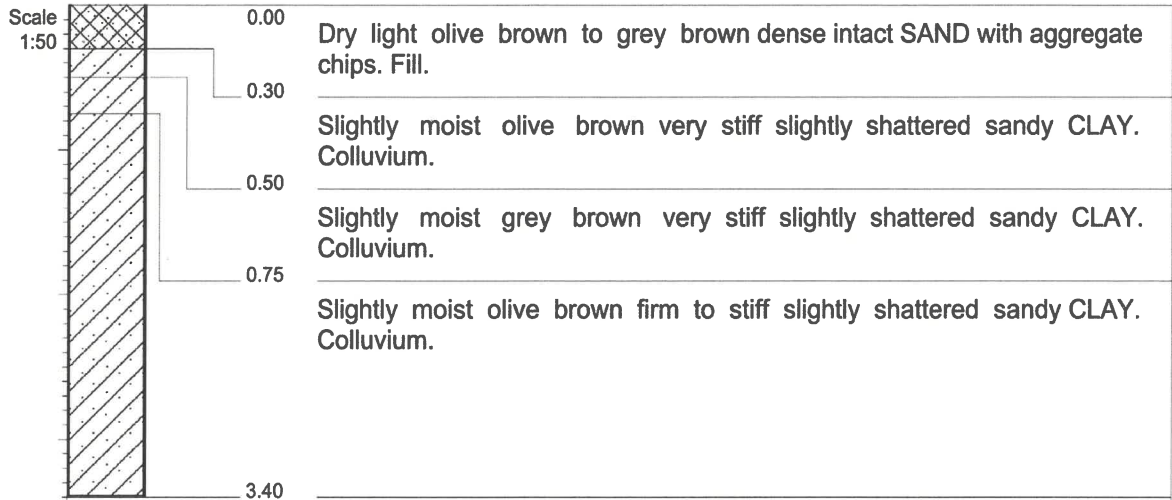 Scale
1:50
0.00
Dry light olive brown to grey brown dense intact SAND with aggregate
chips. Fill.
0.30
Slightly moist olive brown very stiff slightly shattered sandy CLAY.
Colluvium.
0.50
Slightly moist grey brown very stiff slightly shattered sandy CLAY.
Colluvium.
0.75
Slightly moist olive brown firm to stiff slightly shattered sandy CLAY.
Colluvium.
3.40